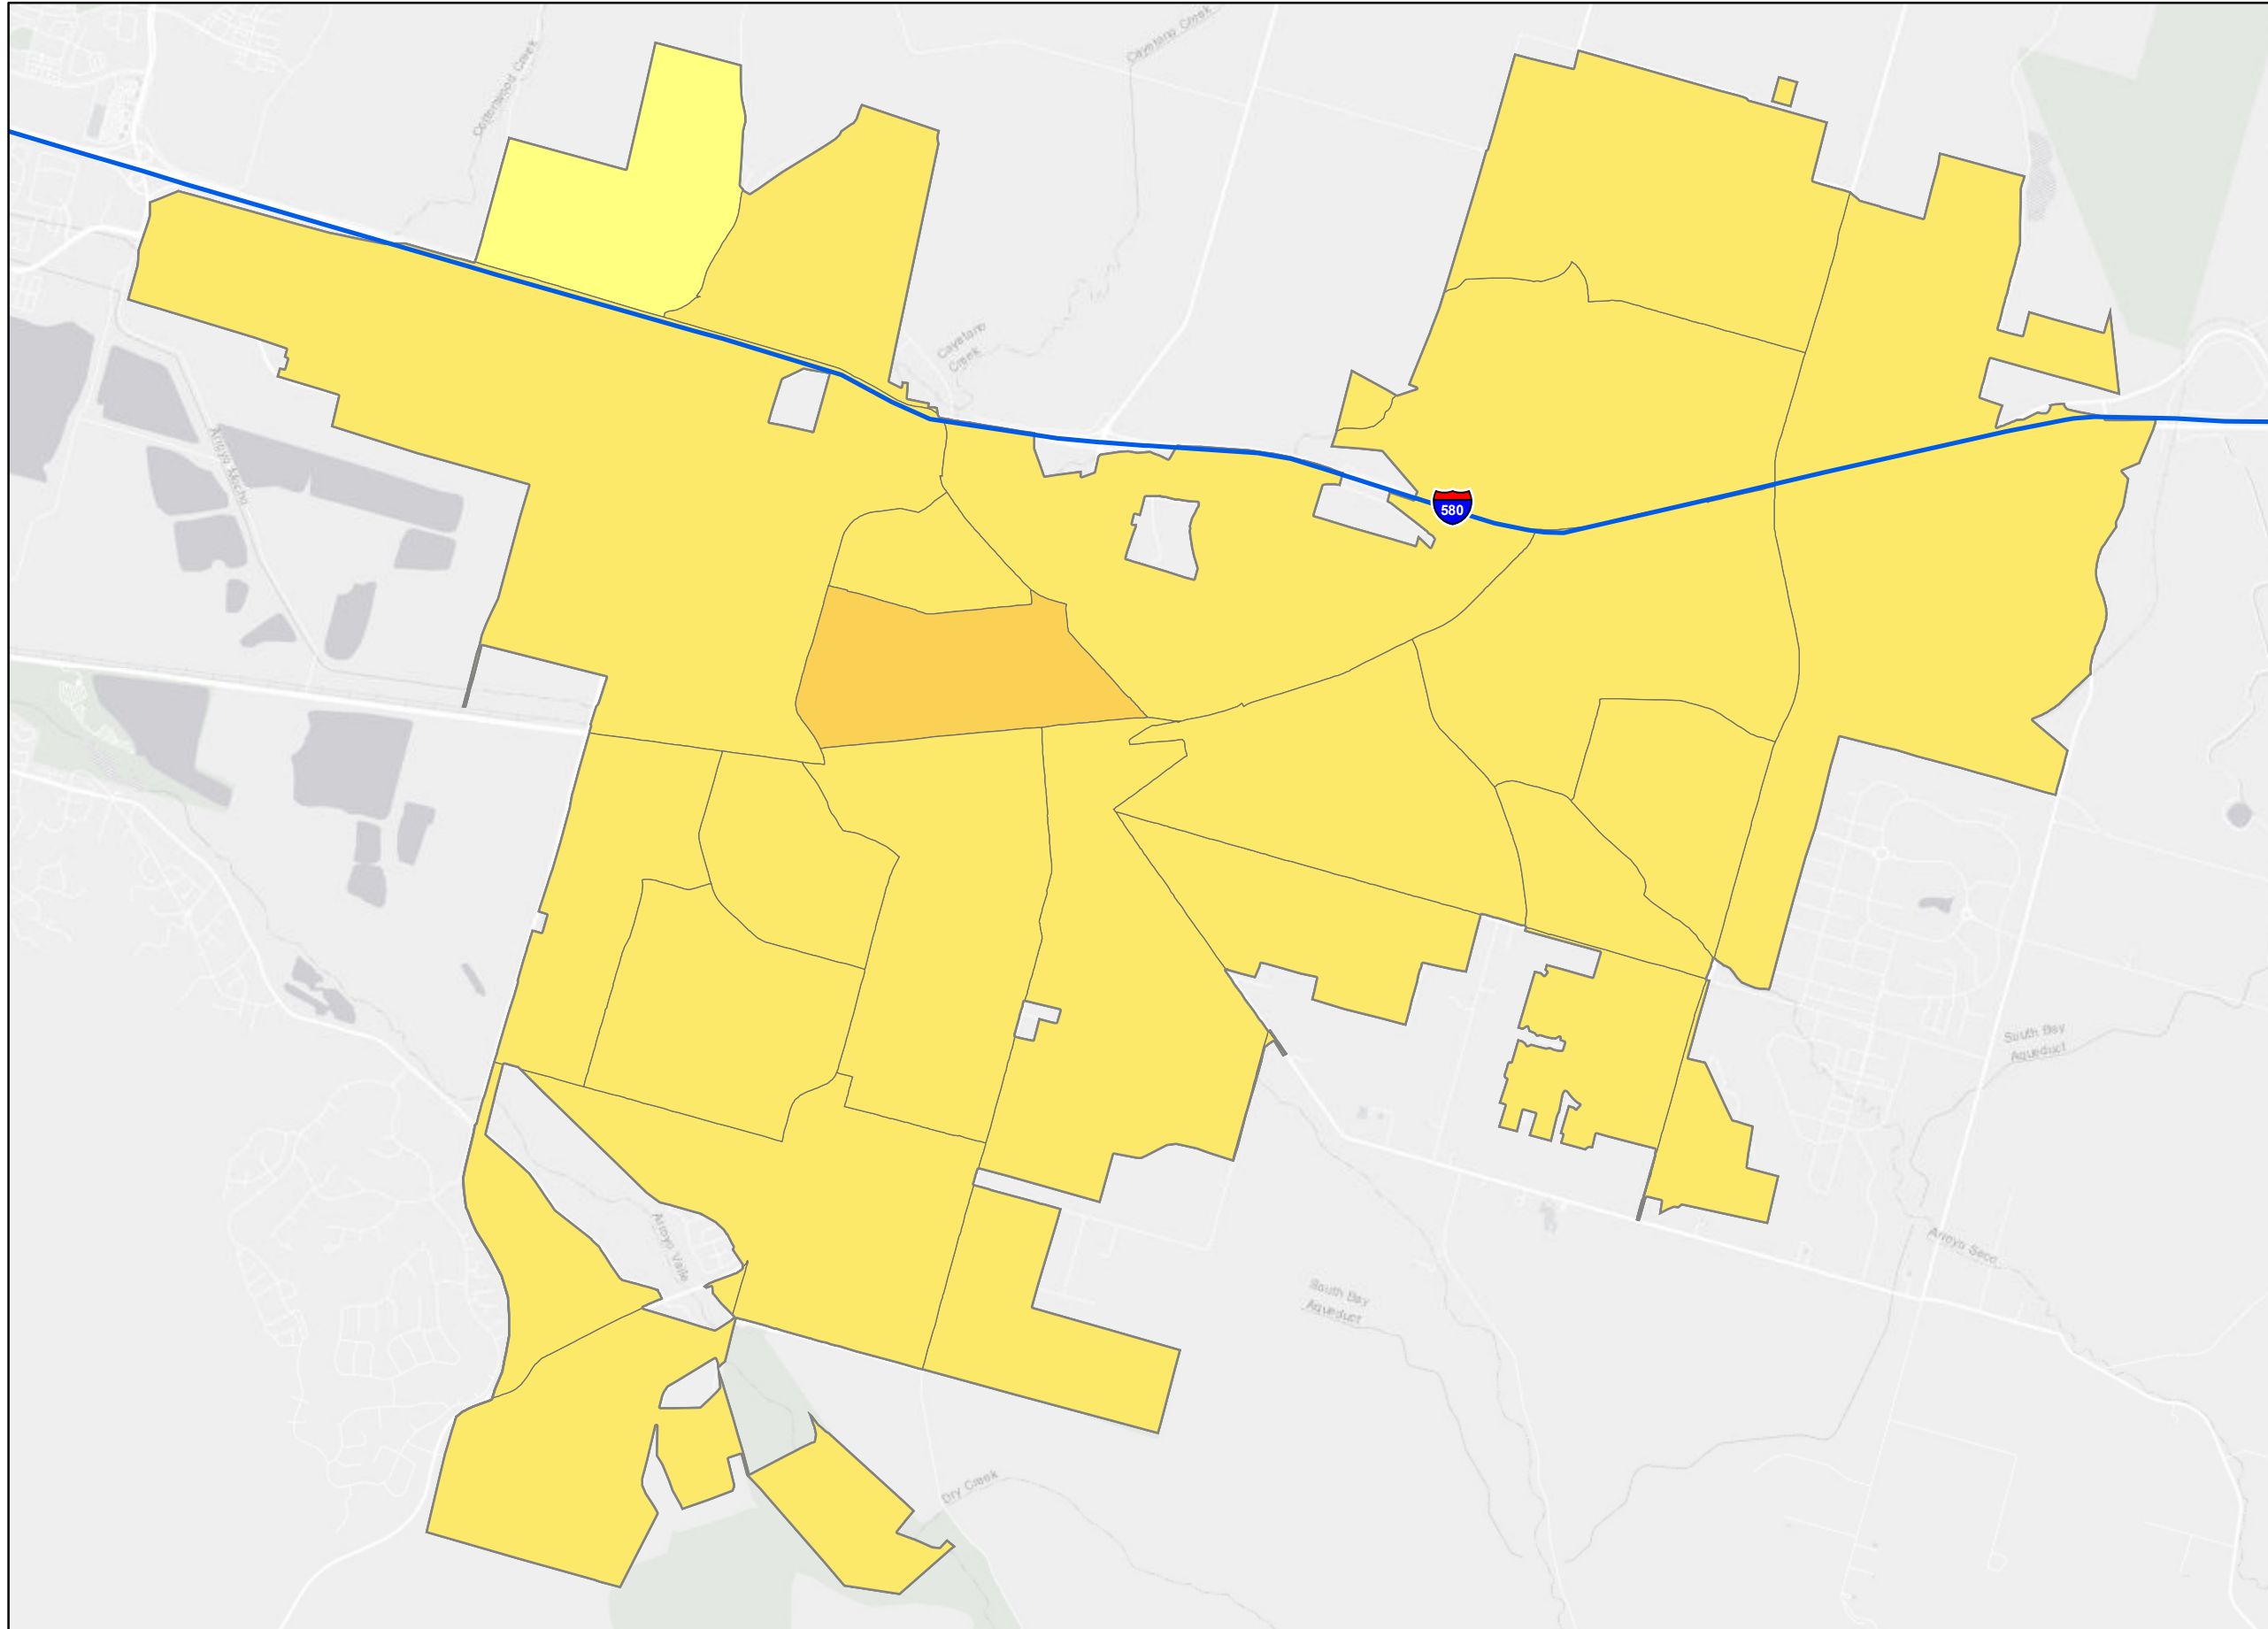 Cayetano Creek
Cottonwood Creek
Cayetano
Creek
Arroyo Mocho
580
South Bay
Aqueduct
Arroyo Valle
Arroyo Seco
South Bay
Aqueduct
Dry Creek